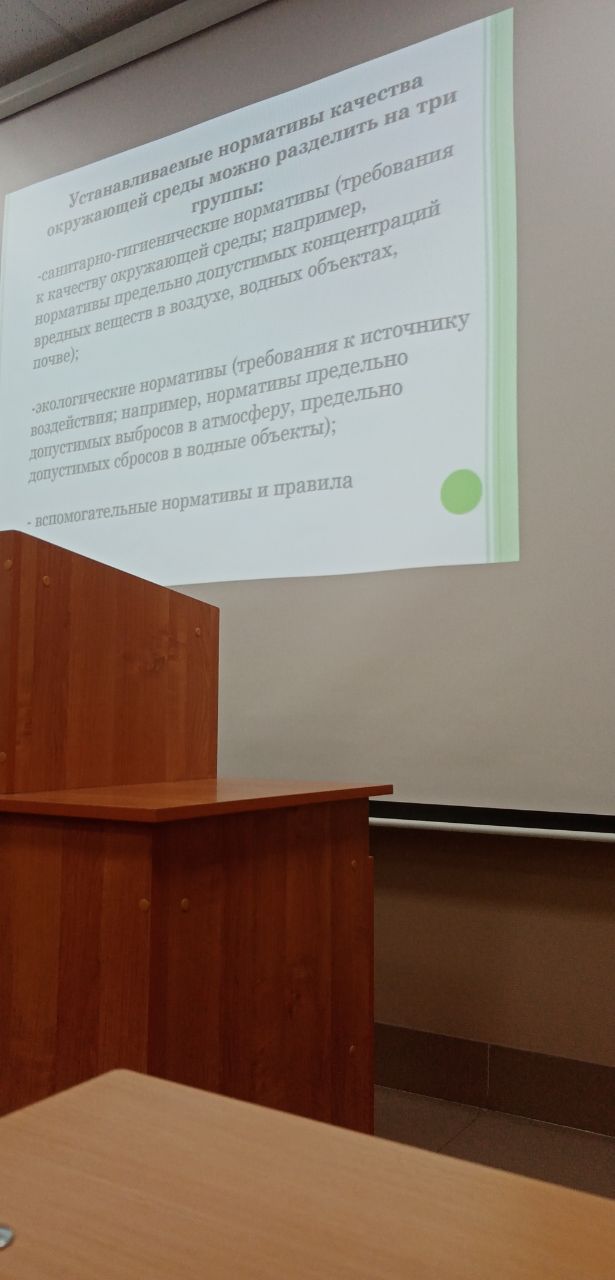 Устанавливаемые нормативы качества
окружающей среды можно разделить на три
группы:
-санитарно-гигиенические нормативы (требования
к качеству окружающей среды; например,
нормативы предельно допустимых концентраций
вредных веществ в воздухе, водных объектах,
почве);
-экологические нормативы (требования к источнику
воздействия; например, нормативы предельно
допустимых выбросов в атмосферу, предельно
допустимых сбросов в водные объекты);
- вспомогательные нормативы и правила